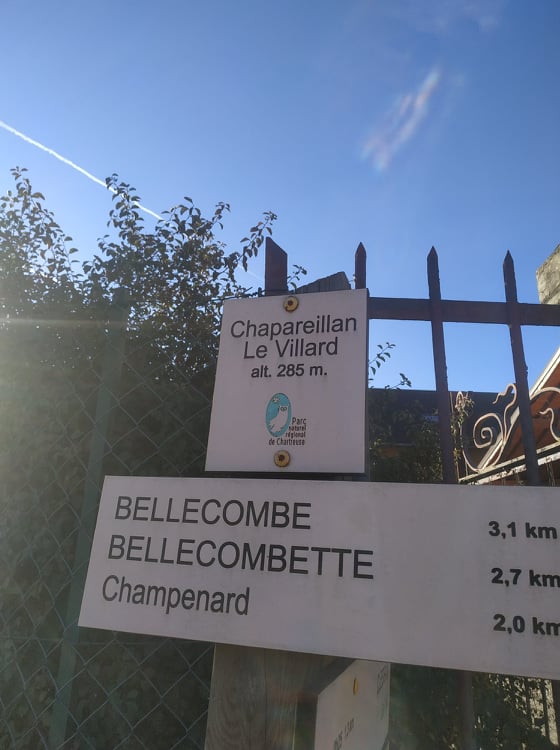 Chapareillan
Le Villard
alt. 285 m.
Parc
naturel
régional
de Chartreuse
BELLECOMBE 3,1 km
BELLECOMBETTE 2,7 km
Champenard 2,0 km